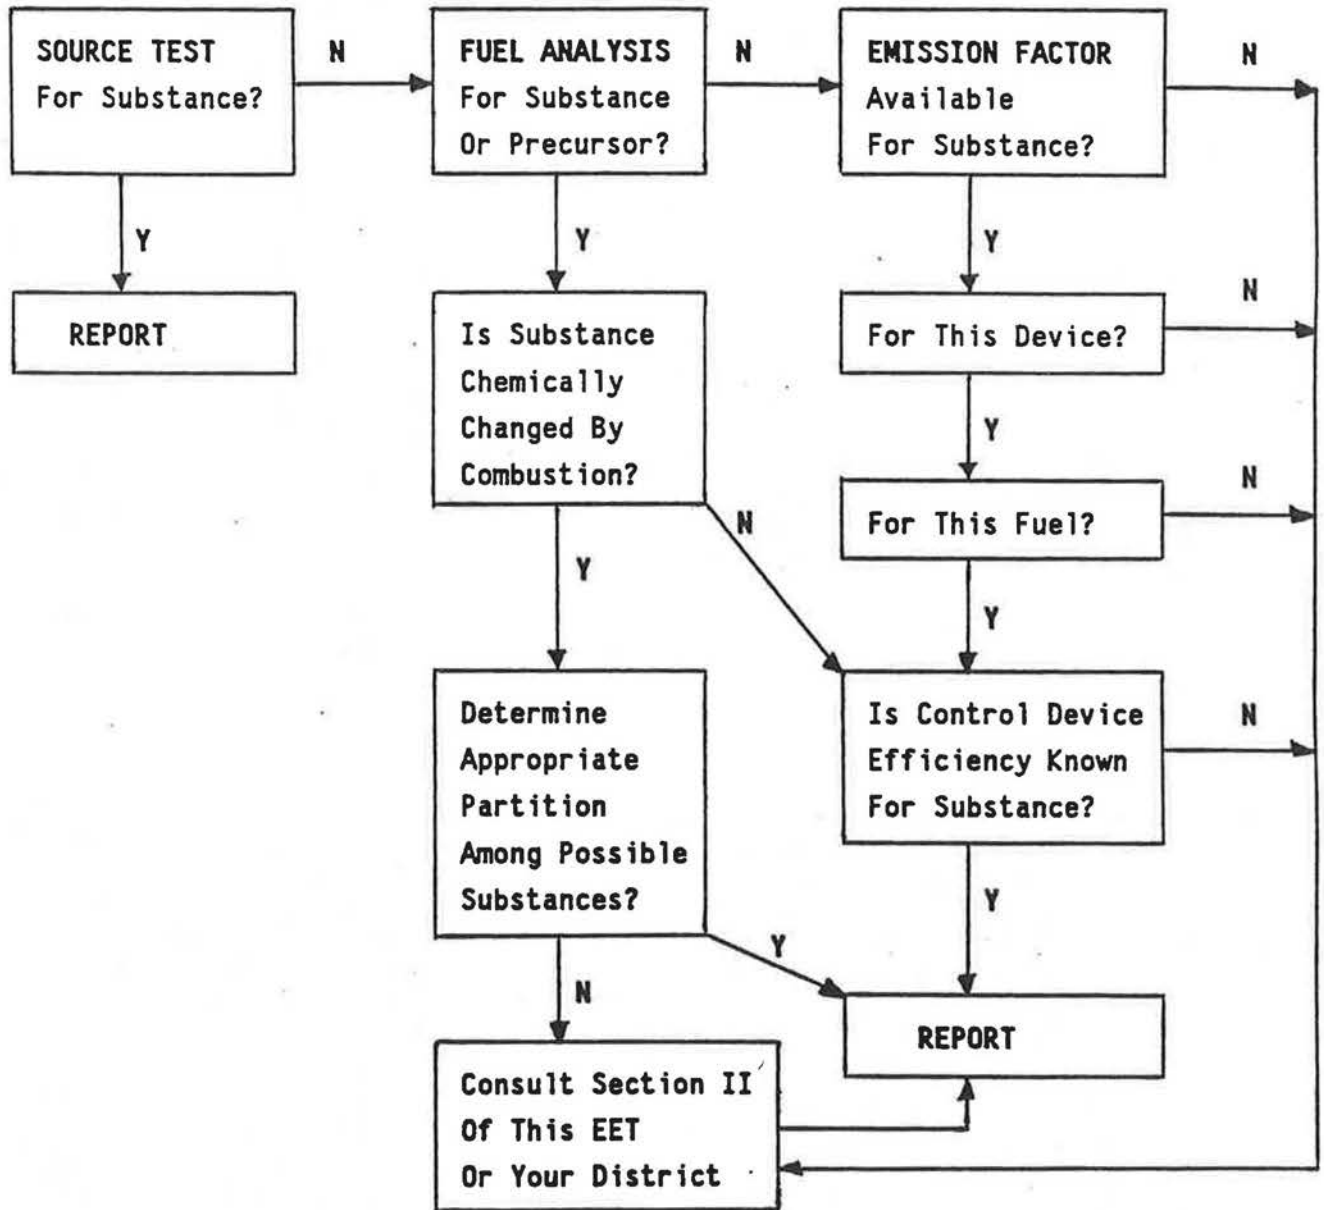 SOURCE TEST
For Substance?
N
FUEL ANALYSIS
For Substance
Or Precursor?
N
EMISSION FACTOR
Available
For Substance?
N
Y
Y
Y
REPORT
Is Substance
Chemically
Changed By
Combustion?
For This Device?
N
Y
For This Fuel?
N
N
Y
Y
Determine
Appropriate
Partition
Among Possible
Substances?
Is Control Device
Efficiency Known
For Substance?
N
Y
Y
N
REPORT
Consult Section II
Of This EET
Or Your District